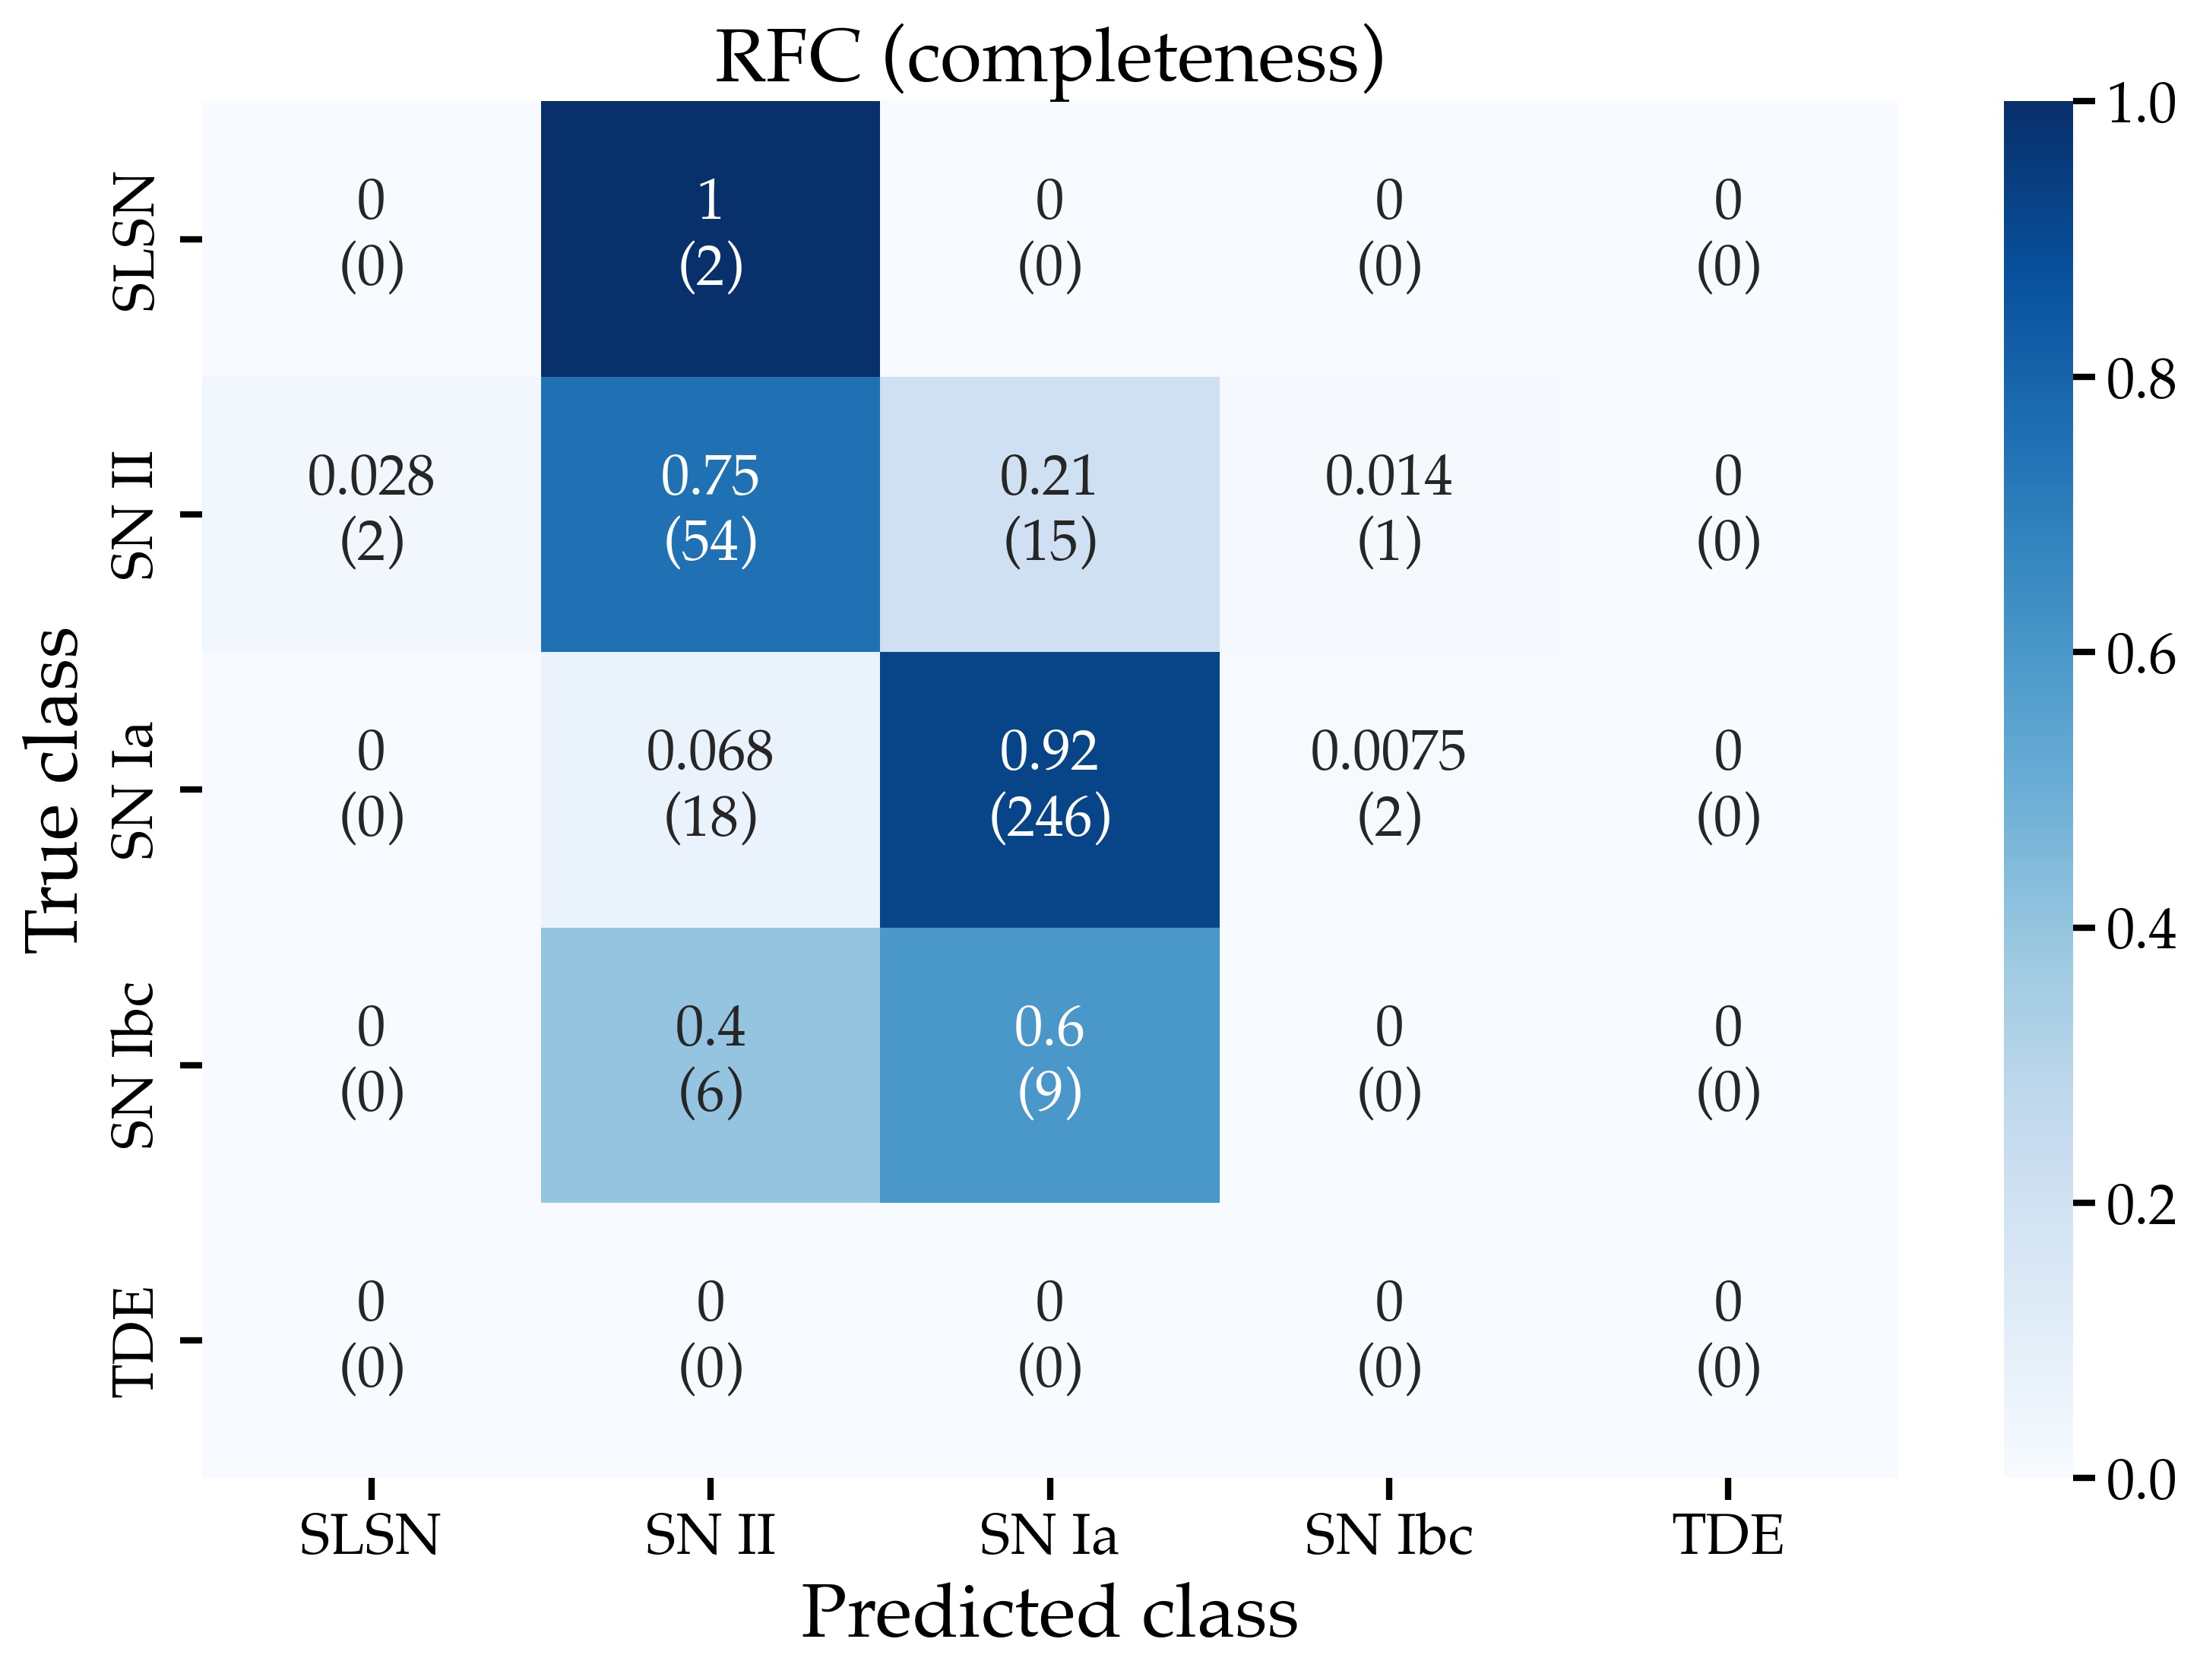 RFC (completeness)
True class
SLSN
0 1 0 0 0
(0) (2) (0) (0) (0)
SN II
0.028 0.75 0.21 0.014 0
(2) (54) (15) (1) (0)
SN Ia
0 0.068 0.92 0.0075 0
(0) (18) (246) (2) (0)
SN Ibc
0 0.4 0.6 0 0
(0) (6) (9) (0) (0)
TDE
0 0 0 0 0
(0) (0) (0) (0) (0)
SLSN SN II SN Ia SN Ibc TDE
Predicted class
1.0
0.8
0.6
0.4
0.2
0.0